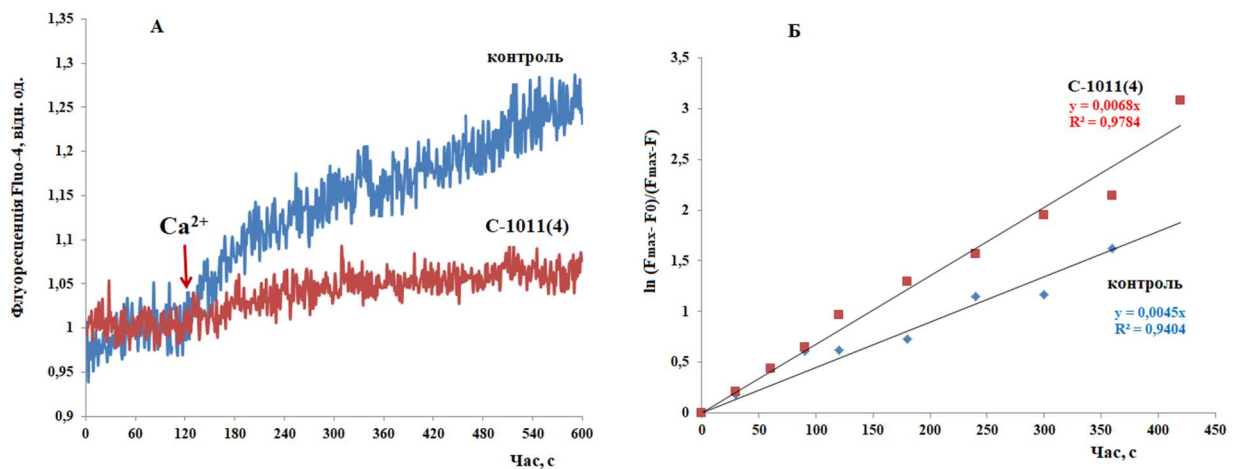 А
Флуоресценція Fluo-4, відн. од.
1,35
1,3
1,25
1,2
1,15
1,1
1,05
1
0,95
0,9
контроль
Ca²⁺
С-1011(4)
0 60 120 180 240 300 360 420 480 540 600
Час, с
Б
ln (Fmax- F0)/(Fmax-F)
3,5
3
2,5
2
1,5
1
0,5
0
С-1011(4)
y = 0,0068x
R² = 0,9784
контроль
y = 0,0045x
R² = 0,9404
0 50 100 150 200 250 300 350 400 450
Час, с